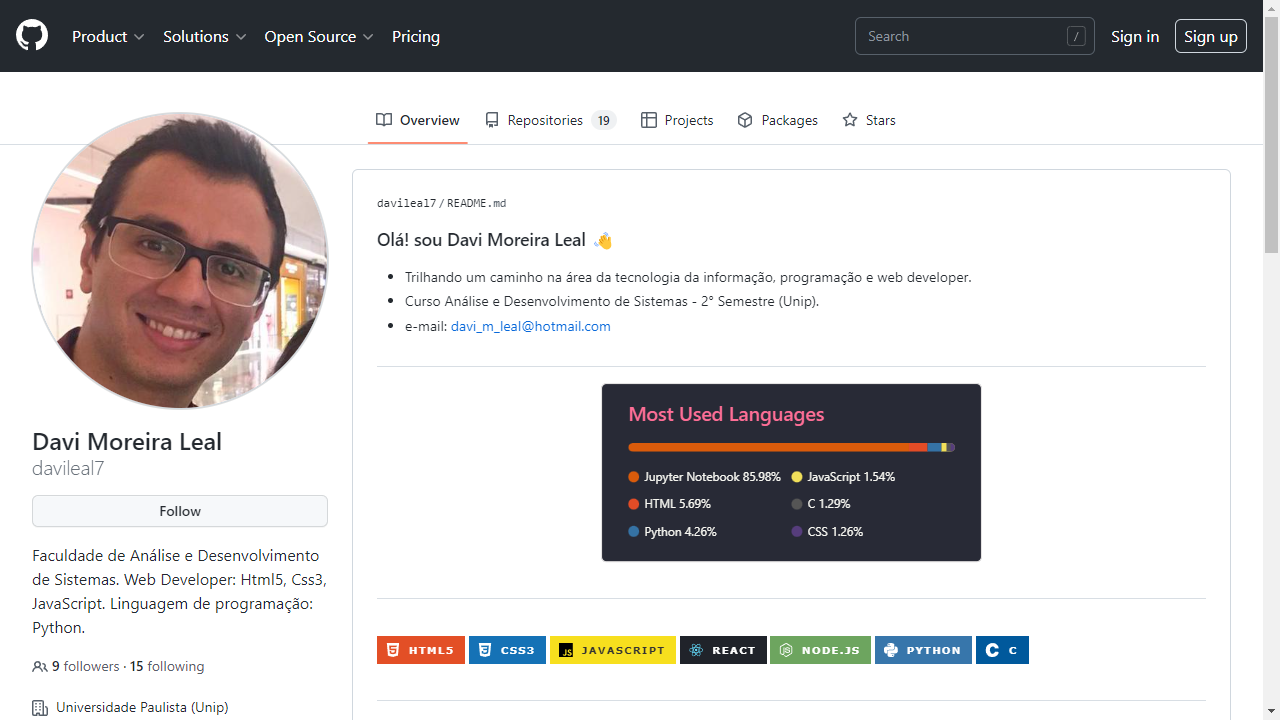 Product
Solutions
Open Source
Pricing
Search
/
Sign in
Sign up
Overview
Repositories 19
Projects
Packages
Stars
davileal7 / README.md
Olá! sou Davi Moreira Leal 👋
Trilhando um caminho na área da tecnologia da informação, programação e web developer.
Curso Análise e Desenvolvimento de Sistemas - 2° Semestre (Unip).
e-mail: davi_m_leal@hotmail.com
Most Used Languages
Jupyter Notebook 85.98%
JavaScript 1.54%
HTML 5.69%
C 1.29%
Python 4.26%
CSS 1.26%
HTML5
CSS3
JS JAVASCRIPT
REACT
NODE.JS
PYTHON
C C
Davi Moreira Leal
davileal7
Follow
Faculdade de Análise e Desenvolvimento
de Sistemas. Web Developer: Html5, Css3,
JavaScript. Linguagem de programação:
Python.
9 followers · 15 following
Universidade Paulista (Unip)